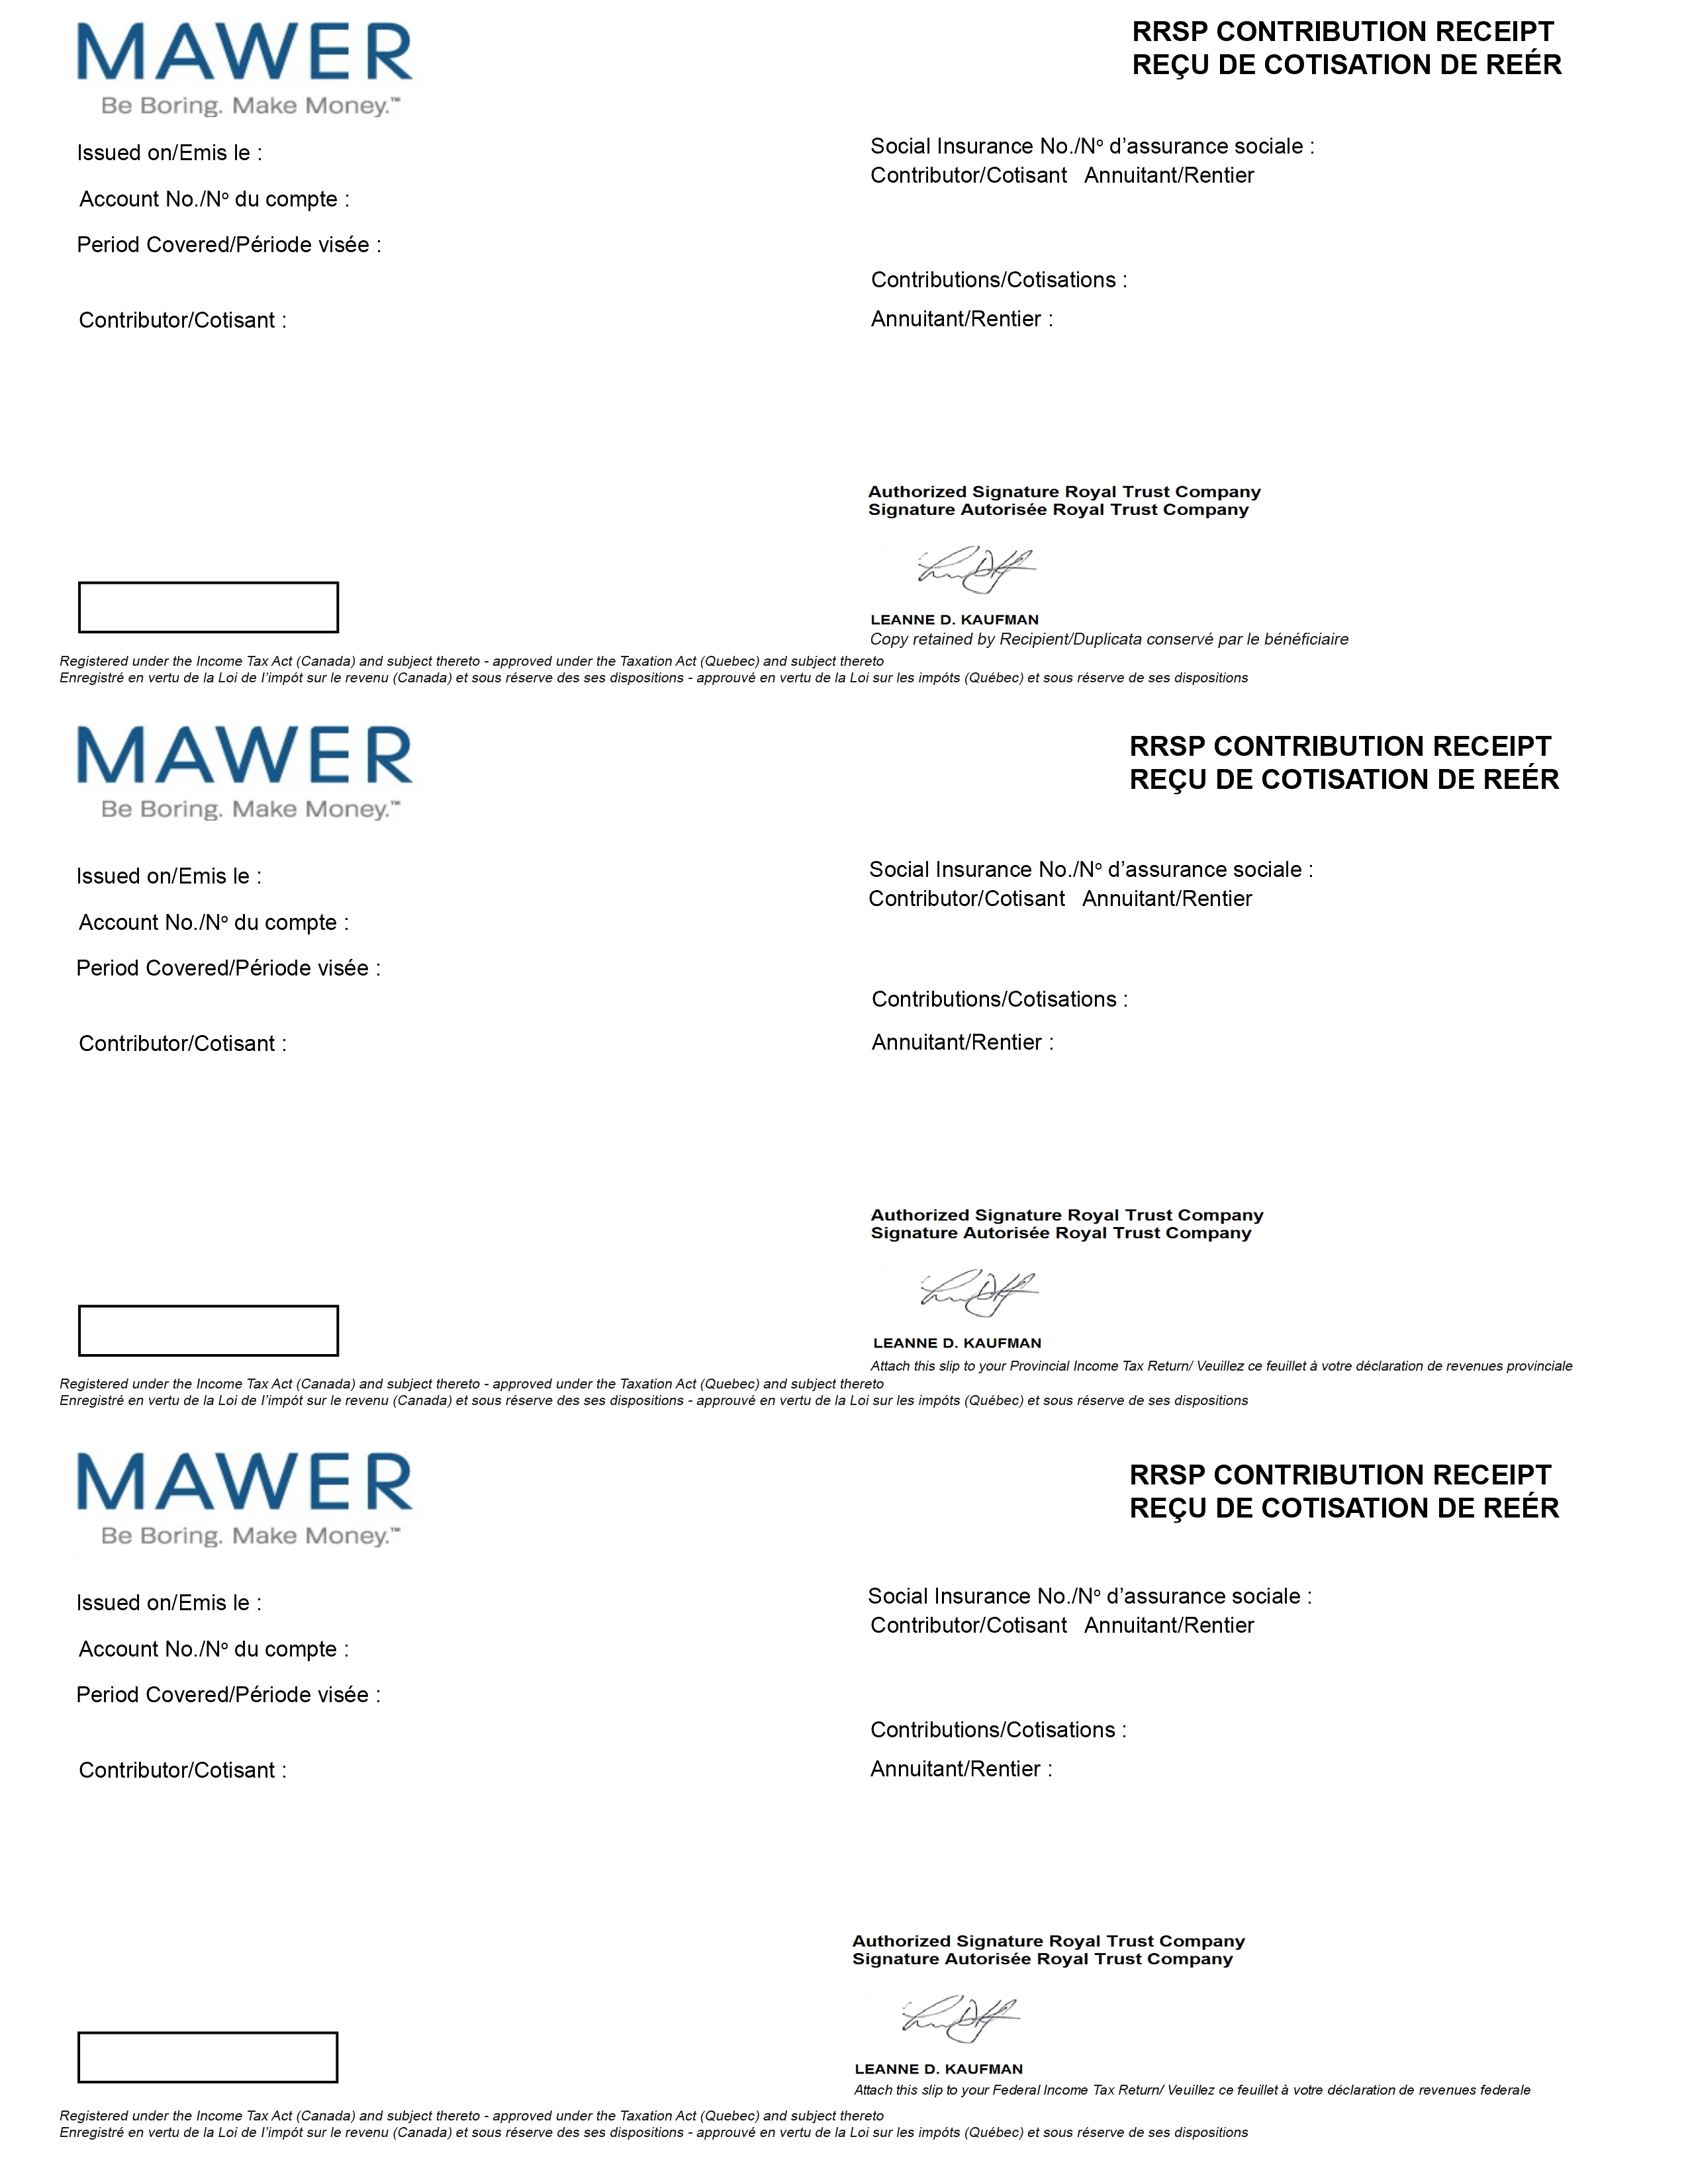 MAWER
Be Boring. Make Money.™
RRSP CONTRIBUTION RECEIPT
REÇU DE COTISATION DE REÉR
Issued on/Emis le :
Account No./Nº du compte :
Period Covered/Période visée :
Contributor/Cotisant :
Social Insurance No./Nº d’assurance sociale :
Contributor/Cotisant Annuitant/Rentier
Contributions/Cotisations :
Annuitant/Rentier :
Authorized Signature Royal Trust Company
Signature Autorisée Royal Trust Company
LEANNE D. KAUFMAN
Copy retained by Recipient/Duplicata conservé par le bénéficiaire
Registered under the Income Tax Act (Canada) and subject thereto - approved under the Taxation Act (Quebec) and subject thereto
Enregistré en vertu de la Loi de l’impót sur le revenu (Canada) et sous réserve des ses dispositions - approuvé en vertu de la Loi sur les impóts (Québec) et sous réserve de ses dispositions
MAWER
Be Boring. Make Money.™
RRSP CONTRIBUTION RECEIPT
REÇU DE COTISATION DE REÉR
Issued on/Emis le :
Account No./Nº du compte :
Period Covered/Période visée :
Contributor/Cotisant :
Social Insurance No./Nº d’assurance sociale :
Contributor/Cotisant Annuitant/Rentier
Contributions/Cotisations :
Annuitant/Rentier :
Authorized Signature Royal Trust Company
Signature Autorisée Royal Trust Company
LEANNE D. KAUFMAN
Attach this slip to your Provincial Income Tax Return/ Veuillez ce feuillet à votre déclaration de revenues provinciale
Registered under the Income Tax Act (Canada) and subject thereto - approved under the Taxation Act (Quebec) and subject thereto
Enregistré en vertu de la Loi de l’impót sur le revenu (Canada) et sous réserve des ses dispositions - approuvé en vertu de la Loi sur les impóts (Québec) et sous réserve de ses dispositions
MAWER
Be Boring. Make Money.™
RRSP CONTRIBUTION RECEIPT
REÇU DE COTISATION DE REÉR
Issued on/Emis le :
Account No./Nº du compte :
Period Covered/Période visée :
Contributor/Cotisant :
Social Insurance No./Nº d’assurance sociale :
Contributor/Cotisant Annuitant/Rentier
Contributions/Cotisations :
Annuitant/Rentier :
Authorized Signature Royal Trust Company
Signature Autorisée Royal Trust Company
LEANNE D. KAUFMAN
Attach this slip to your Federal Income Tax Return/ Veuillez ce feuillet à votre déclaration de revenues federale
Registered under the Income Tax Act (Canada) and subject thereto - approved under the Taxation Act (Quebec) and subject thereto
Enregistré en vertu de la Loi de l’impót sur le revenu (Canada) et sous réserve des ses dispositions - approuvé en vertu de la Loi sur les impóts (Québec) et sous réserve de ses dispositions